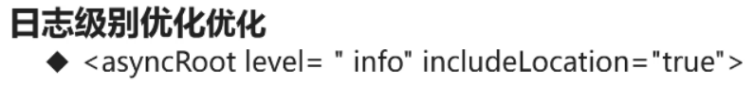 日志级别优化优化
◆ <asyncRoot level= " info" includeLocation="true">